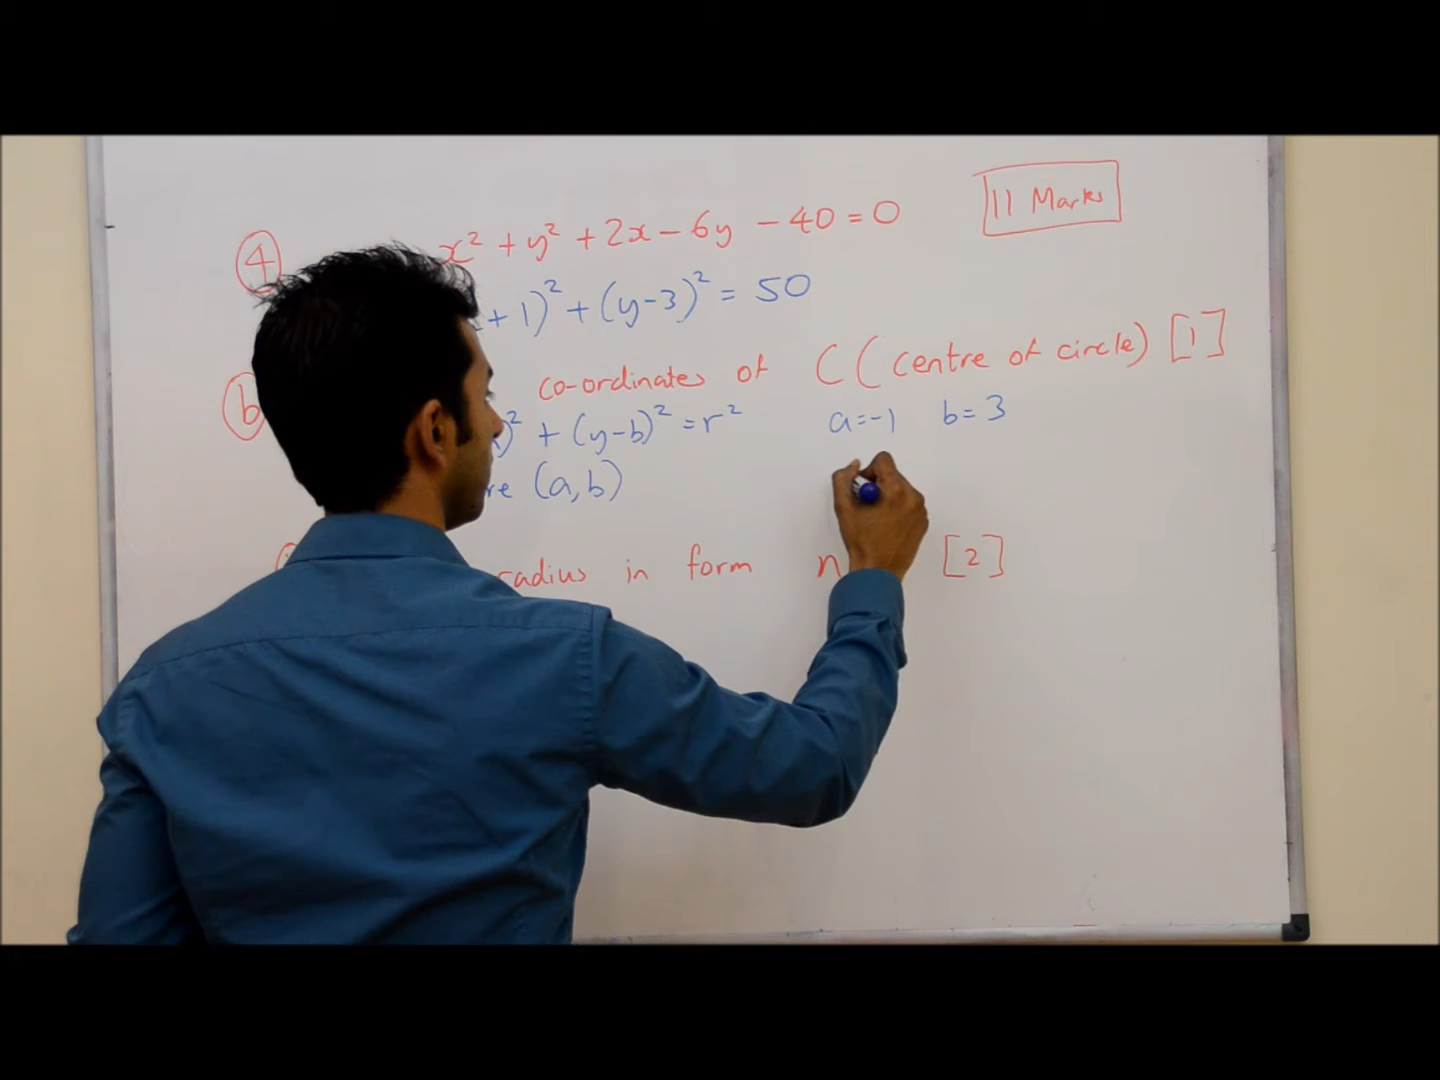 4 x² + y² + 2x - 6y - 40 = 0 11 Marks
+ 1)² + (y-3)² = 50
b co-ordinates of C (centre of circle) [1]
)² + (y-b)² = r² a=-1 b=3
(a,b)
radius in form n [2]